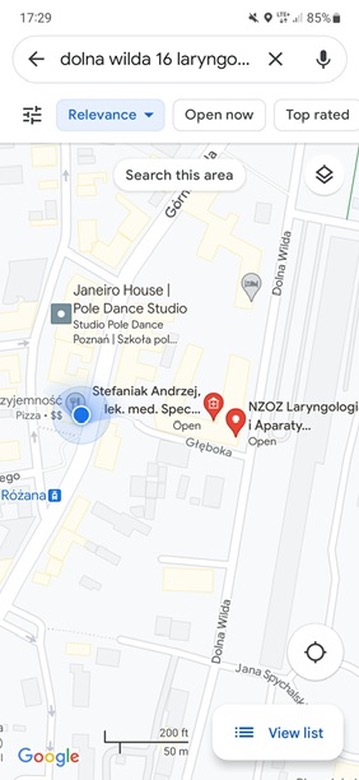 17:29
LTE+
85%
dolna wilda 16 laryngo...
Relevance
Open now
Top rated
Search this area
Dolna Wilda
Janeiro House |
Pole Dance Studio
Studio Pole Dance
Poznań | Szkoła pol...
zyjemność
Pizza • $$
Stefaniak Andrzej,
lek. med. Spec...
Open
NZOZ Laryngologi
i Aparaty...
Open
Głęboka
ego
Różana
Dolna Wilda
Jana Spychalsk
200 ft
50 m
View list
Google